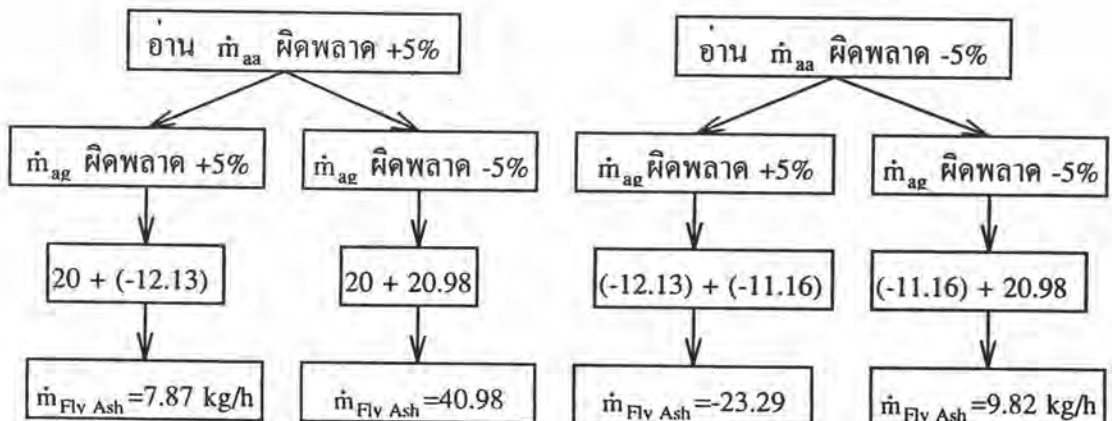 อ่าน ṁaa ผิดพลาด +5%
อ่าน ṁaa ผิดพลาด -5%
ṁag ผิดพลาด +5%
ṁag ผิดพลาด -5%
ṁag ผิดพลาด +5%
ṁag ผิดพลาด -5%
20 + (-12.13)
20 + 20.98
(-12.13) + (-11.16)
(-11.16) + 20.98
ṁFly Ash=7.87 kg/h
ṁFly Ash=40.98
ṁFly Ash=-23.29
ṁFly Ash=9.82 kg/h